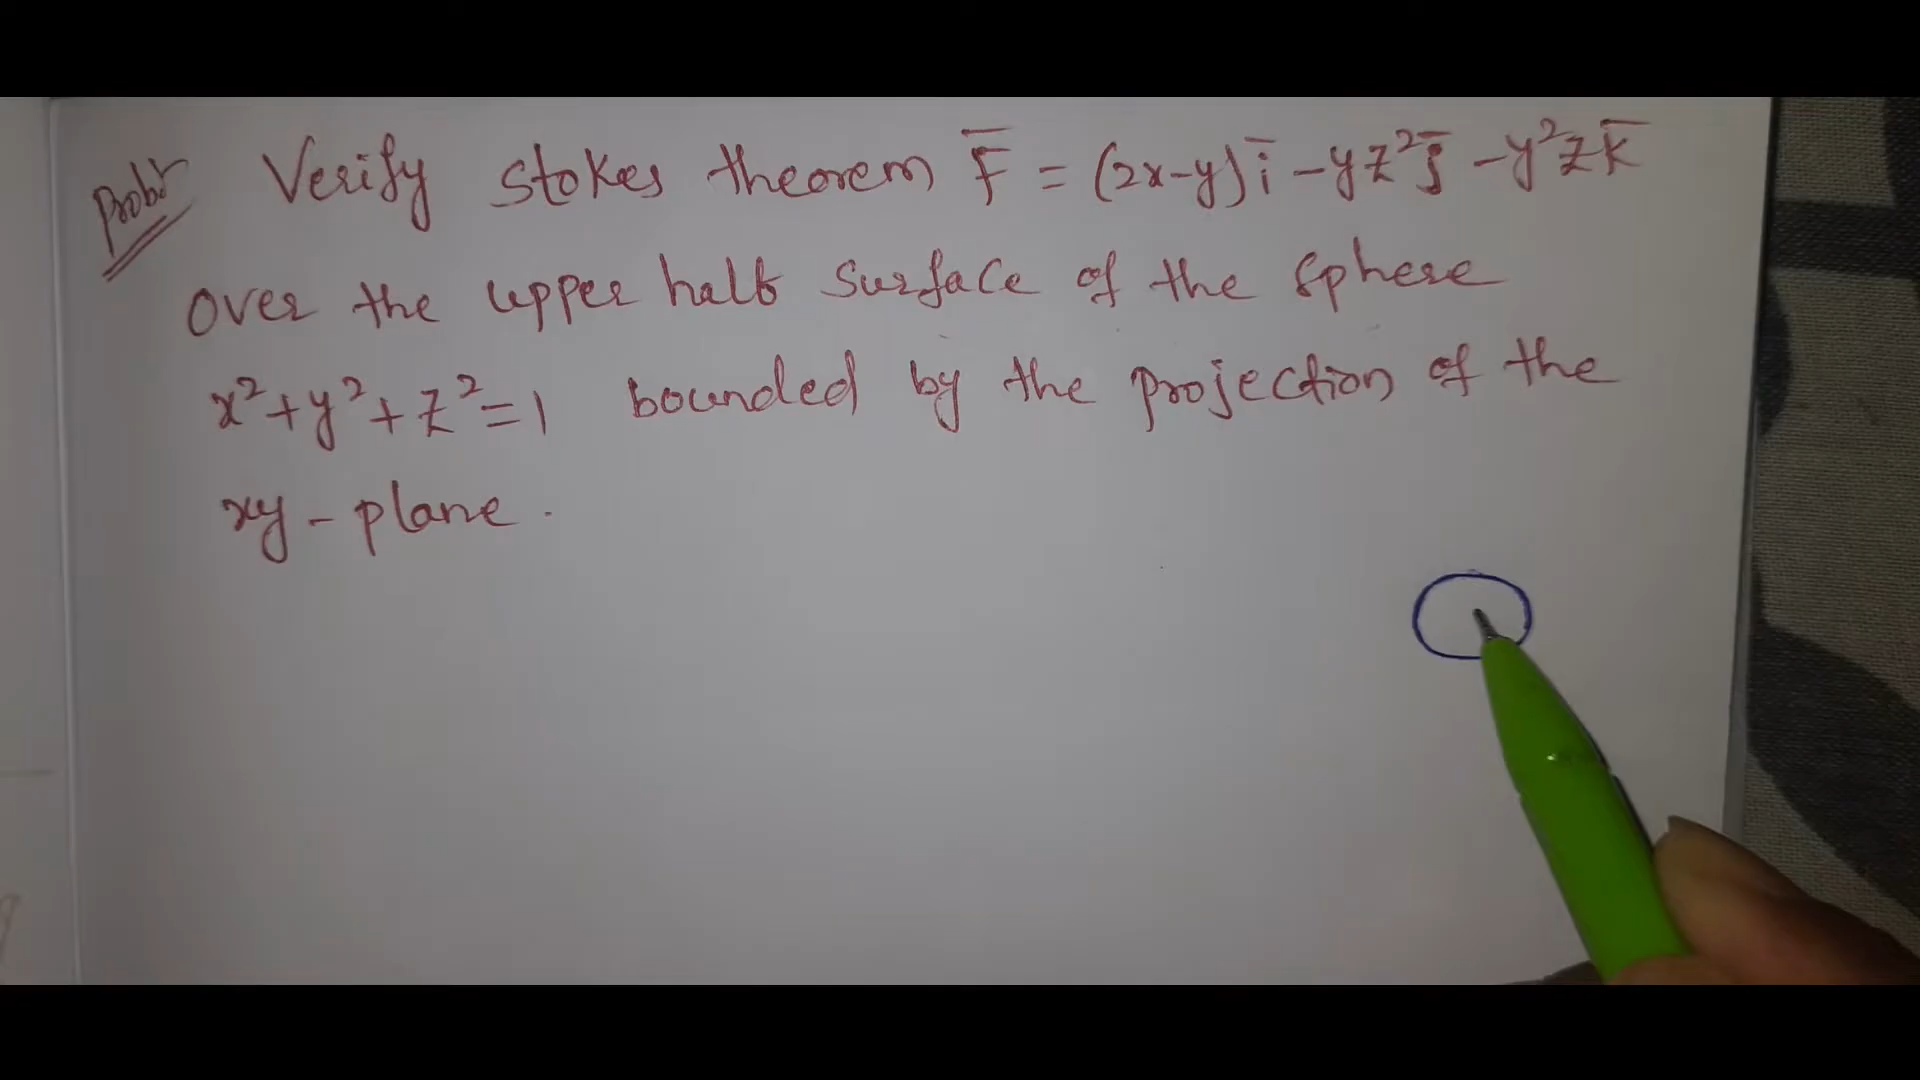 Prob:
Verify stokes theorem F̅ = (2x-y)i̅ - yz²j̅ - y²zk̅
over the upper half surface of the sphere
x²+y²+z²=1 bounded by the projection of the
xy-plane.